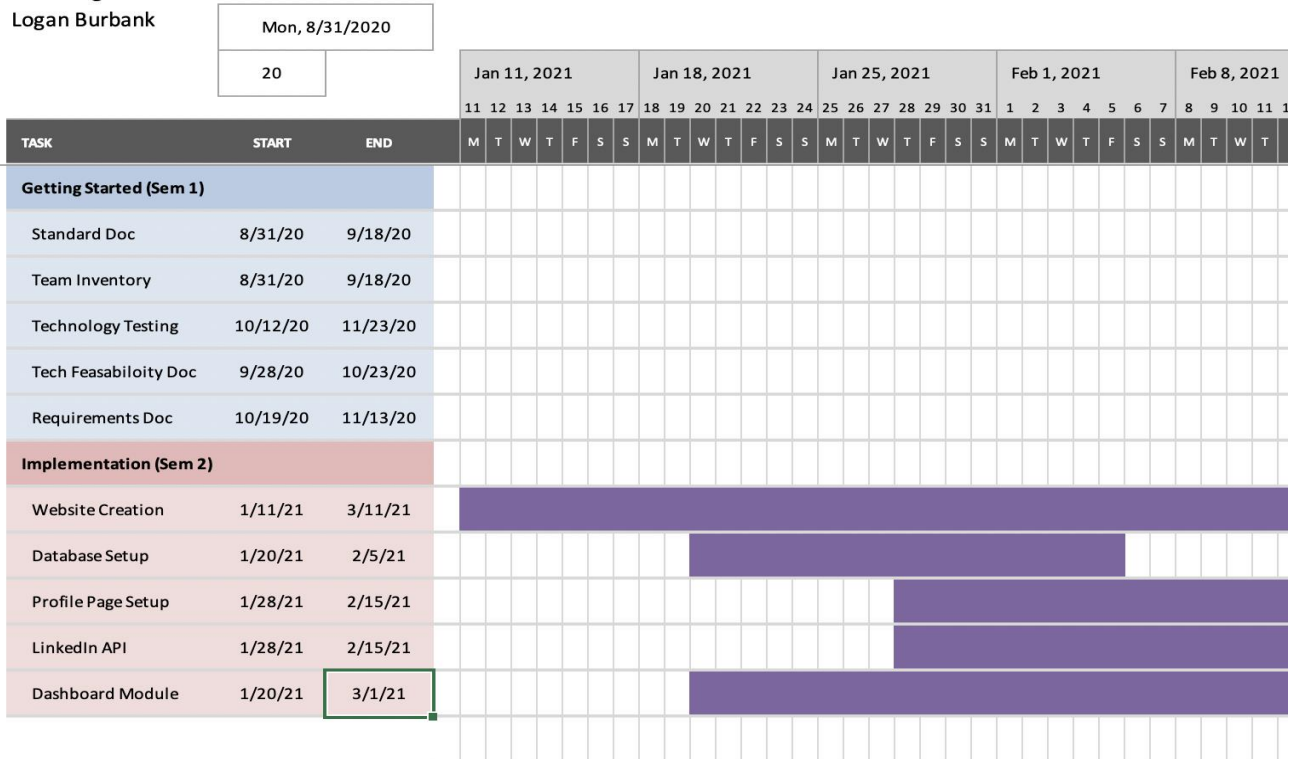 Logan Burbank
Mon, 8/31/2020
20
Jan 11, 2021 Jan 18, 2021 Jan 25, 2021 Feb 1, 2021 Feb 8, 2021
11 12 13 14 15 16 17 18 19 20 21 22 23 24 25 26 27 28 29 30 31 1 2 3 4 5 6 7 8 9 10 11
TASK START END M T W T F S S M T W T F S S M T W T F S S M T W T F S S M T W T
Getting Started (Sem 1)
Standard Doc 8/31/20 9/18/20
Team Inventory 8/31/20 9/18/20
Technology Testing 10/12/20 11/23/20
Tech Feasabiloity Doc 9/28/20 10/23/20
Requirements Doc 10/19/20 11/13/20
Implementation (Sem 2)
Website Creation 1/11/21 3/11/21
Database Setup 1/20/21 2/5/21
Profile Page Setup 1/28/21 2/15/21
LinkedIn API 1/28/21 2/15/21
Dashboard Module 1/20/21 3/1/21